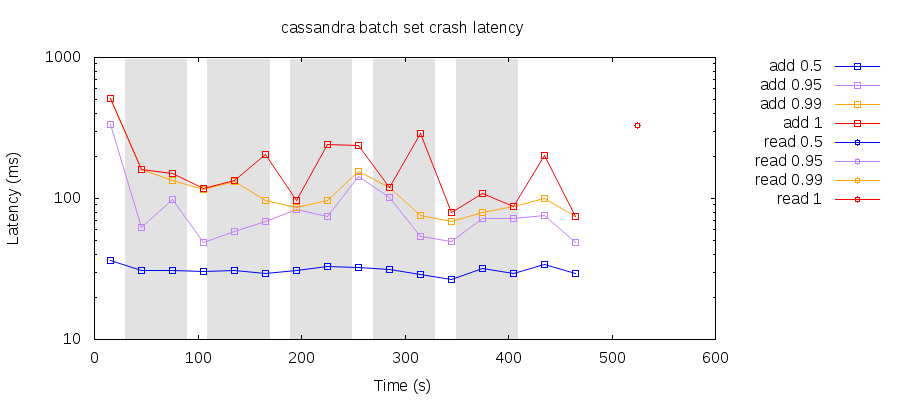 cassandra batch set crash latency
1000
100
10
Latency (ms)
0 100 200 300 400 500 600
Time (s)
add 0.5
add 0.95
add 0.99
add 1
read 0.5
read 0.95
read 0.99
read 1